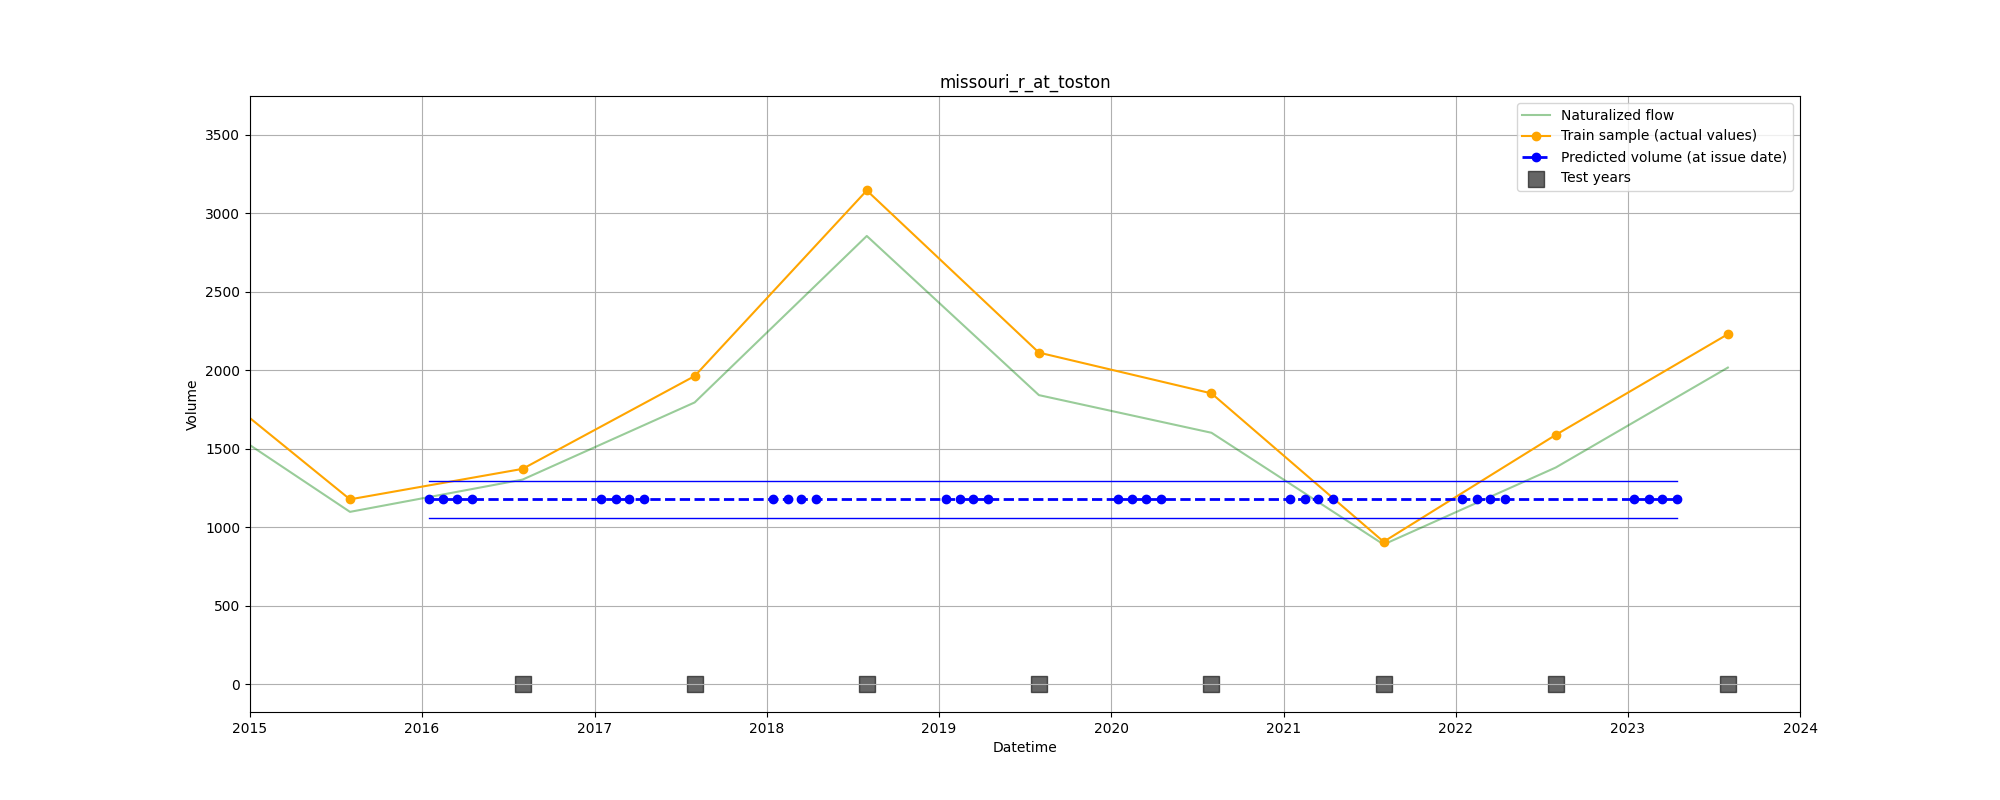 missouri_r_at_toston
Naturalized flow
Train sample (actual values)
Predicted volume (at issue date)
Test years
Volume
3500
3000
2500
2000
1500
1000
500
0
2015 2016 2017 2018 2019 2020 2021 2022 2023 2024
Datetime